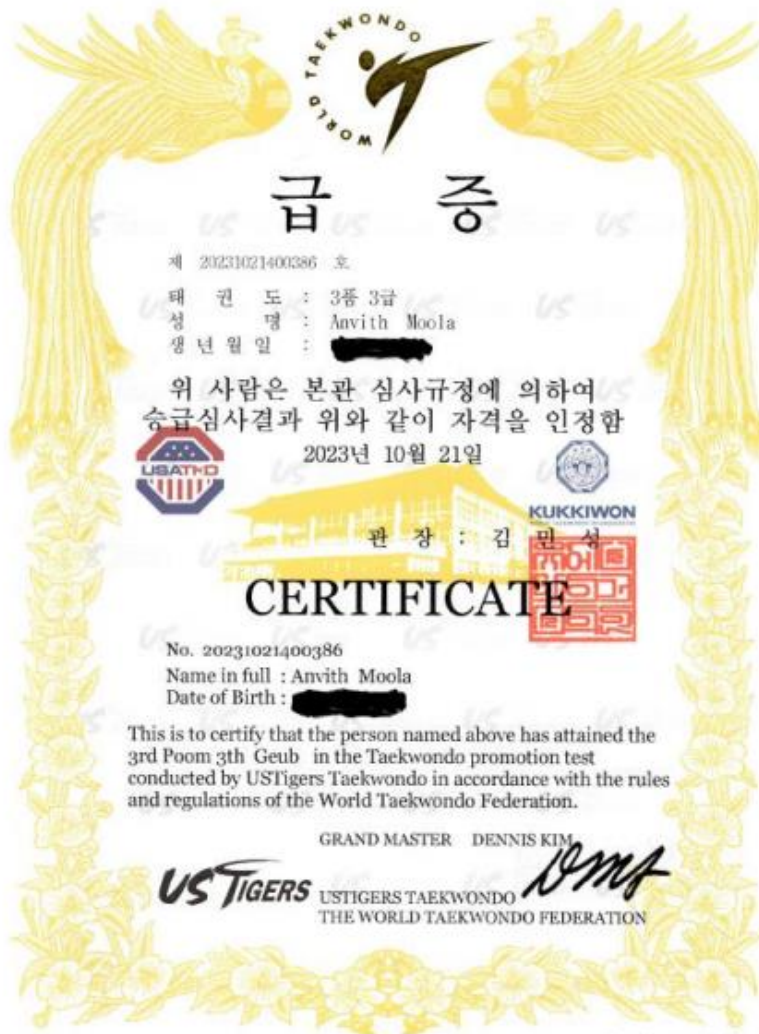 WORLD TAEKWONDO
급 증
제 20231021400386 호
태 권 도 : 3품 3급
성 명 : Anvith Moola
생 년 월 일 :
위 사람은 본관 심사규정에 의하여
승급심사결과 위와 같이 자격을 인정함
2023년 10월 21일
USATKD
KUKKIWON
관 장 : 김 민 성
CERTIFICATE
No. 20231021400386
Name in full : Anvith Moola
Date of Birth :
This is to certify that the person named above has attained the
3rd Poom 3th Geub in the Taekwondo promotion test
conducted by USTigers Taekwondo in accordance with the rules
and regulations of the World Taekwondo Federation.
GRAND MASTER DENNIS KIM
US TIGERS
USTIGERS TAEKWONDO
THE WORLD TAEKWONDO FEDERATION